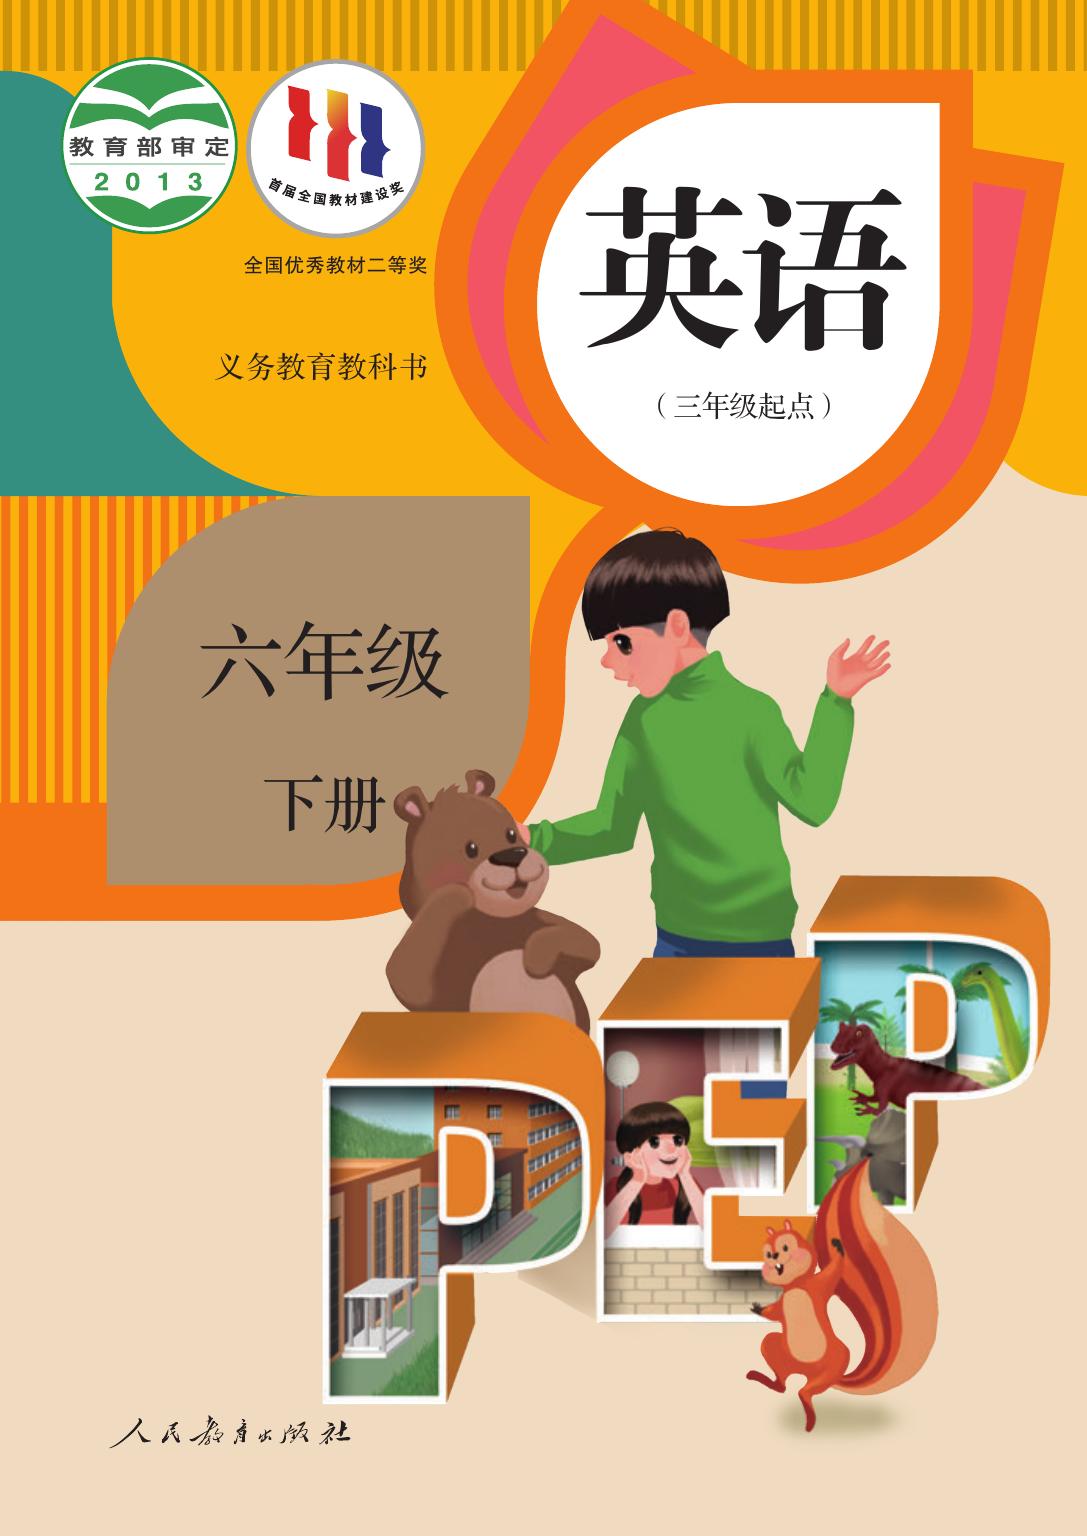 教育部审定
2013
首届全国教材建设奖
全国优秀教材二等奖
义务教育教科书
英语
（三年级起点）
六年级
下册
PEP
人民教育出版社